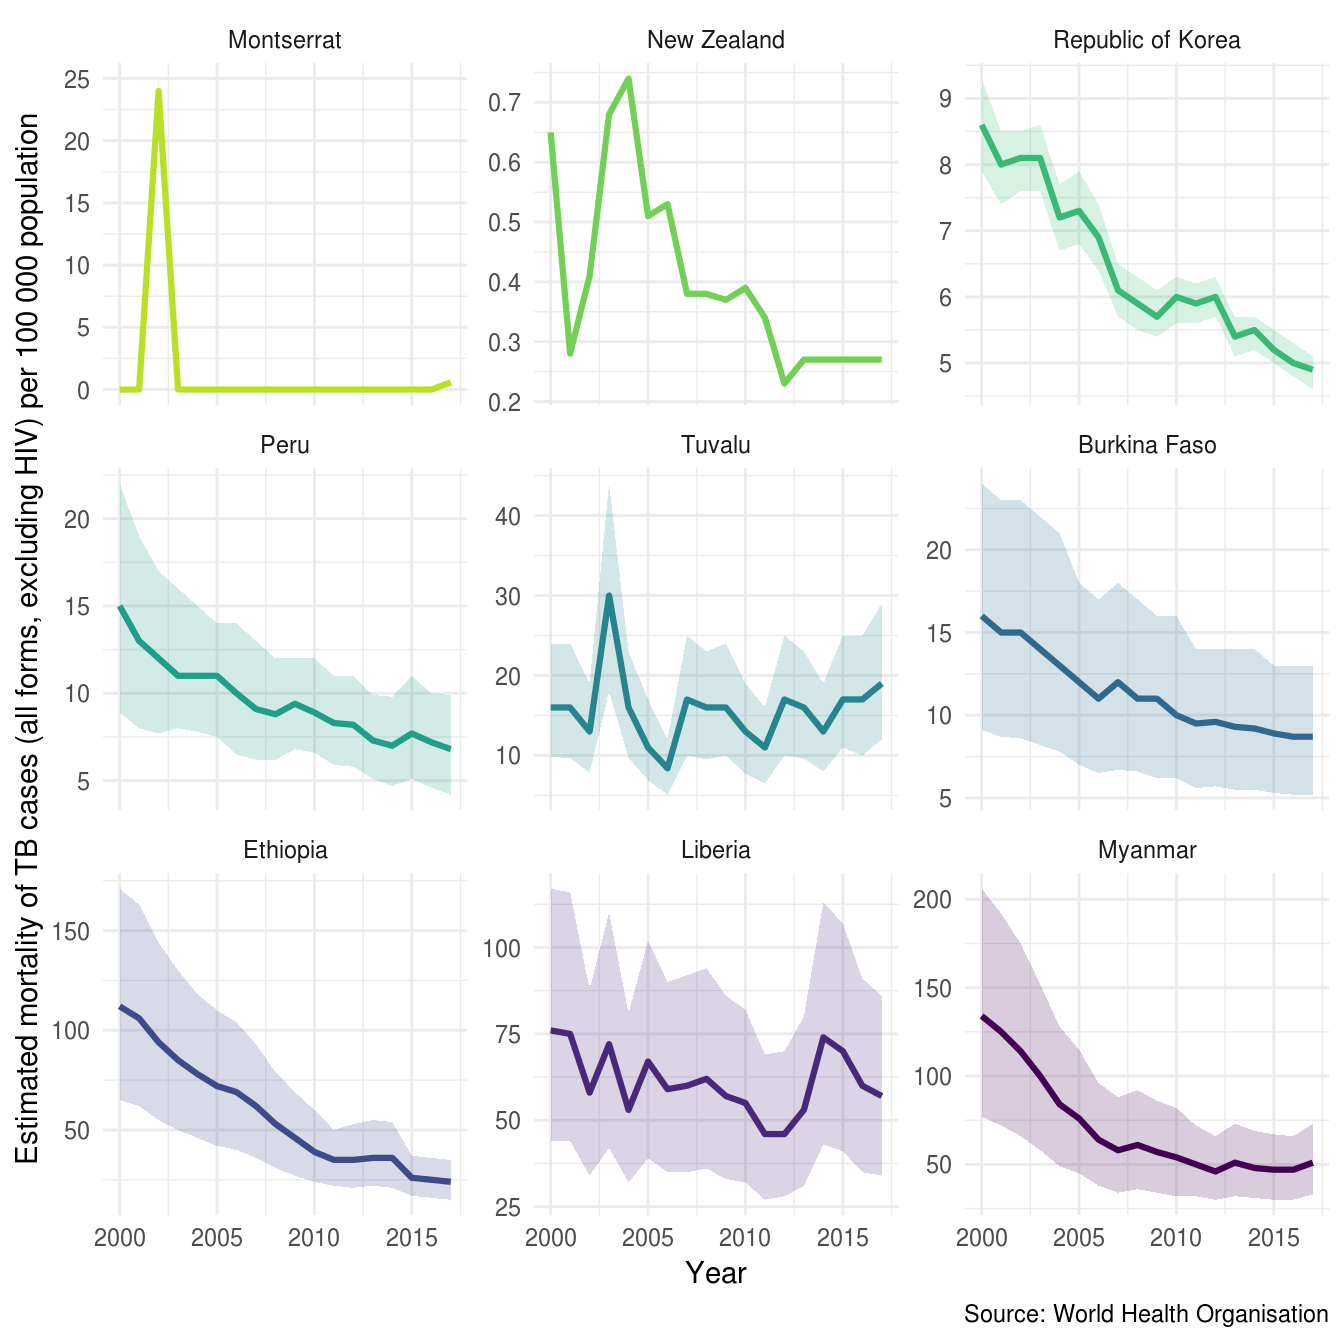 Montserrat
New Zealand
Republic of Korea
25
20
15
10
5
0
0.7
0.6
0.5
0.4
0.3
0.2
9
8
7
6
5
Peru
Tuvalu
Burkina Faso
20
15
10
5
40
30
20
10
20
15
10
5
Ethiopia
Liberia
Myanmar
150
100
50
100
75
50
25
200
150
100
50
2000 2005 2010 2015
2000 2005 2010 2015
2000 2005 2010 2015
Estimated mortality of TB cases (all forms, excluding HIV) per 100 000 population
Year
Source: World Health Organisation